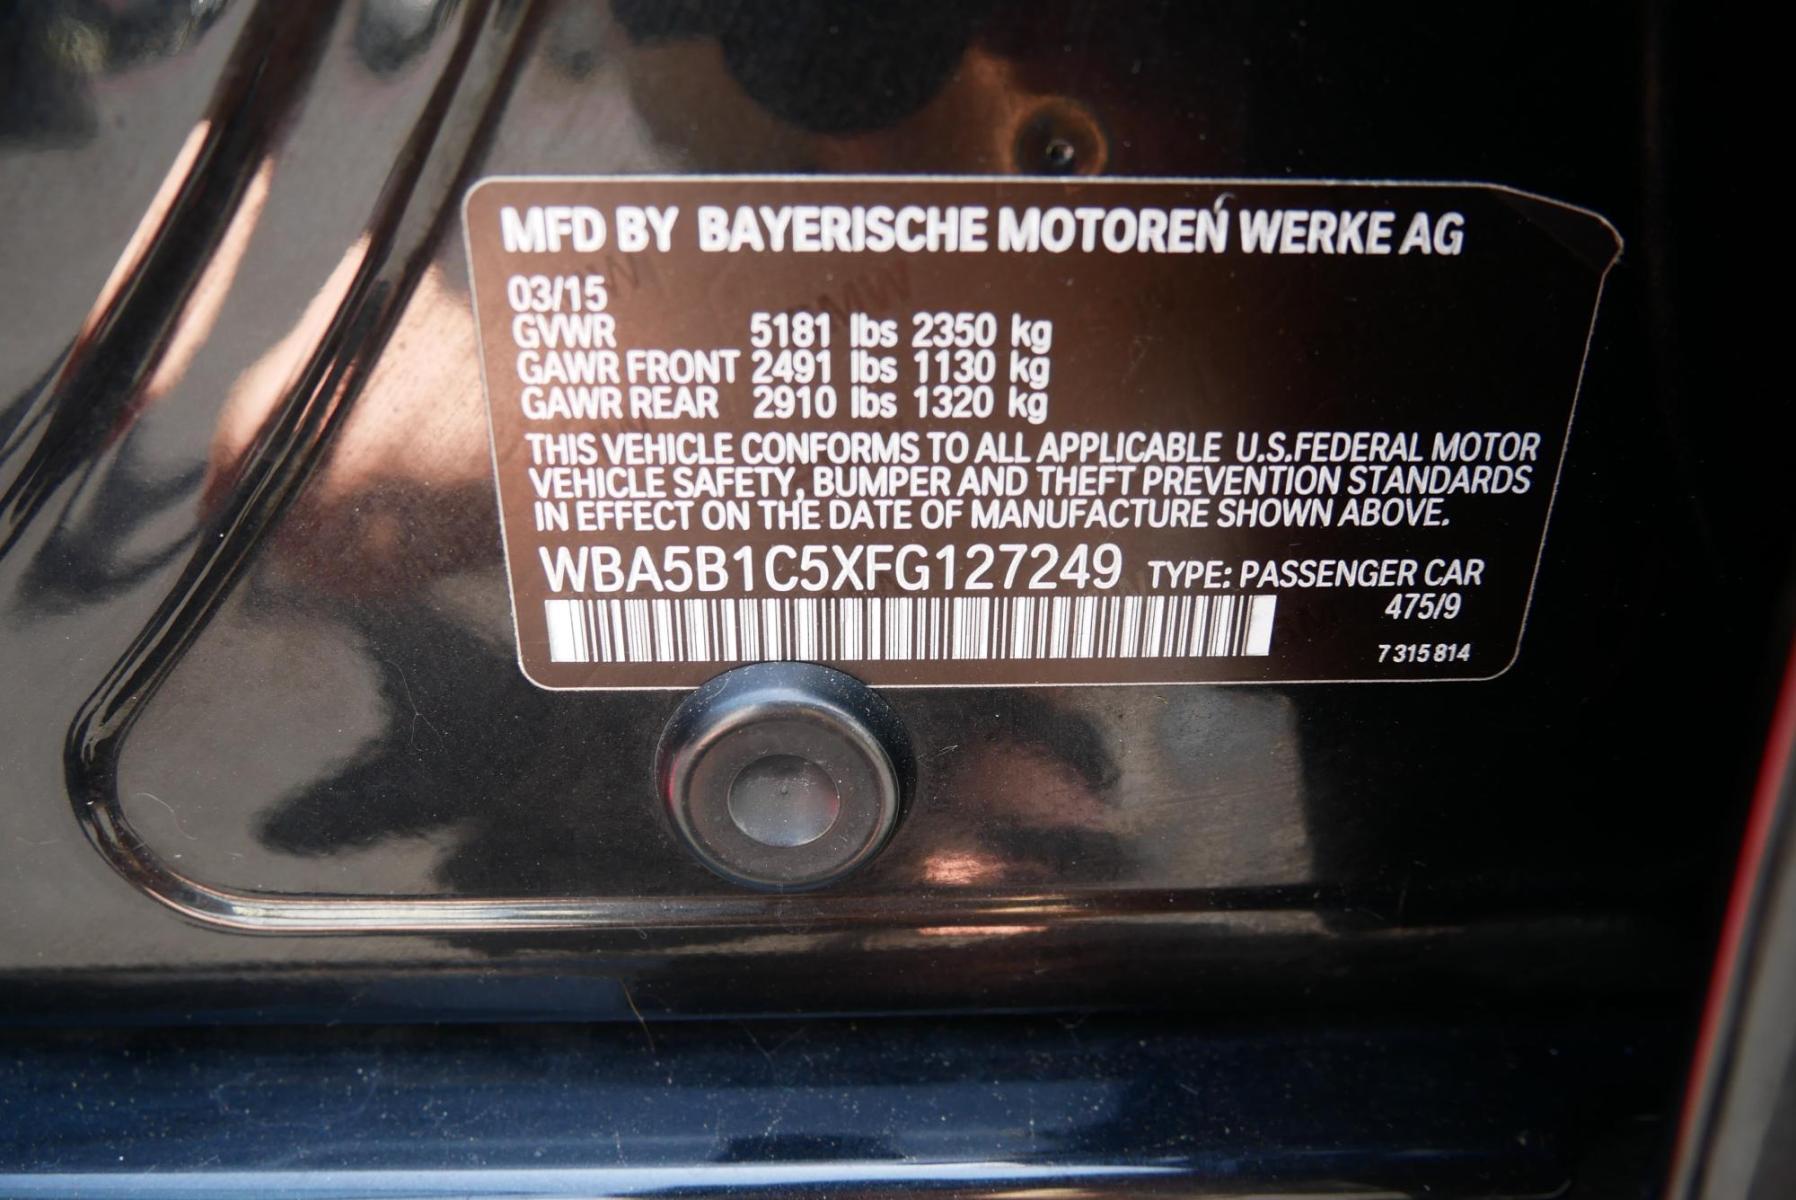 MFD BY BAYERISCHE MOTOREN WERKE AG
03/15
GVWR 5181 lbs 2350 kg
GAWR FRONT 2491 lbs 1130 kg
GAWR REAR 2910 lbs 1320 kg
THIS VEHICLE CONFORMS TO ALL APPLICABLE U.S.FEDERAL MOTOR
VEHICLE SAFETY, BUMPER AND THEFT PREVENTION STANDARDS
IN EFFECT ON THE DATE OF MANUFACTURE SHOWN ABOVE.
WBA5B1C5XFG127249 TYPE: PASSENGER CAR
475/9
7 315 814